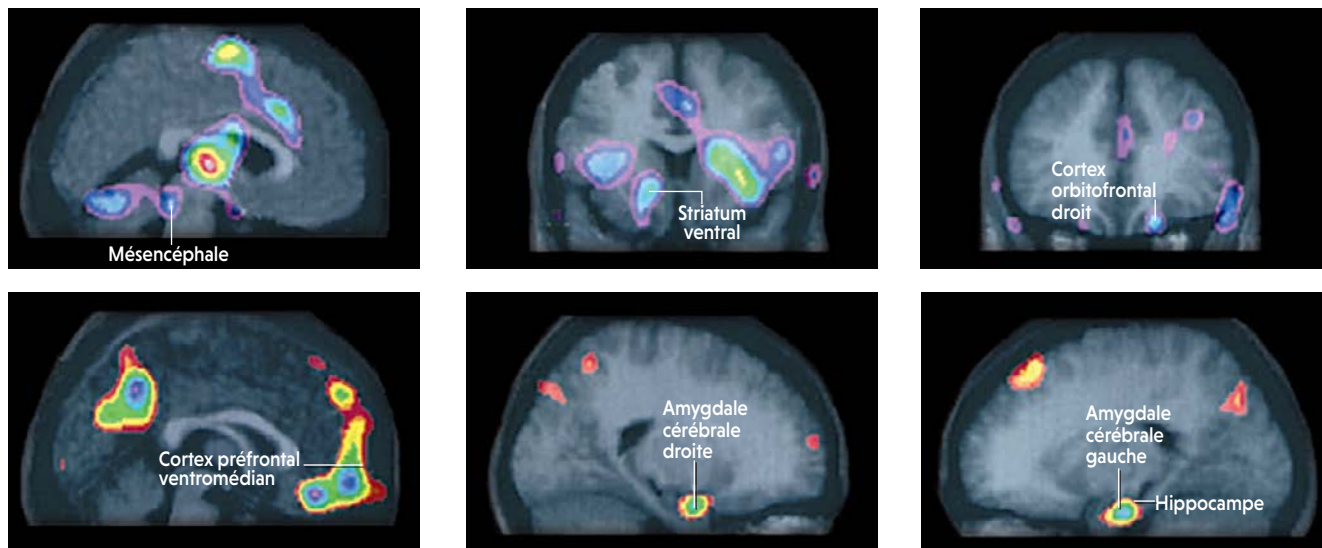 Mésencéphale
Striatum
ventral
Cortex
orbitofrontal
droit
Cortex préfrontal
ventromédian
Amygdale
cérébrale
droite
Amygdale
cérébrale
gauche
Hippocampe